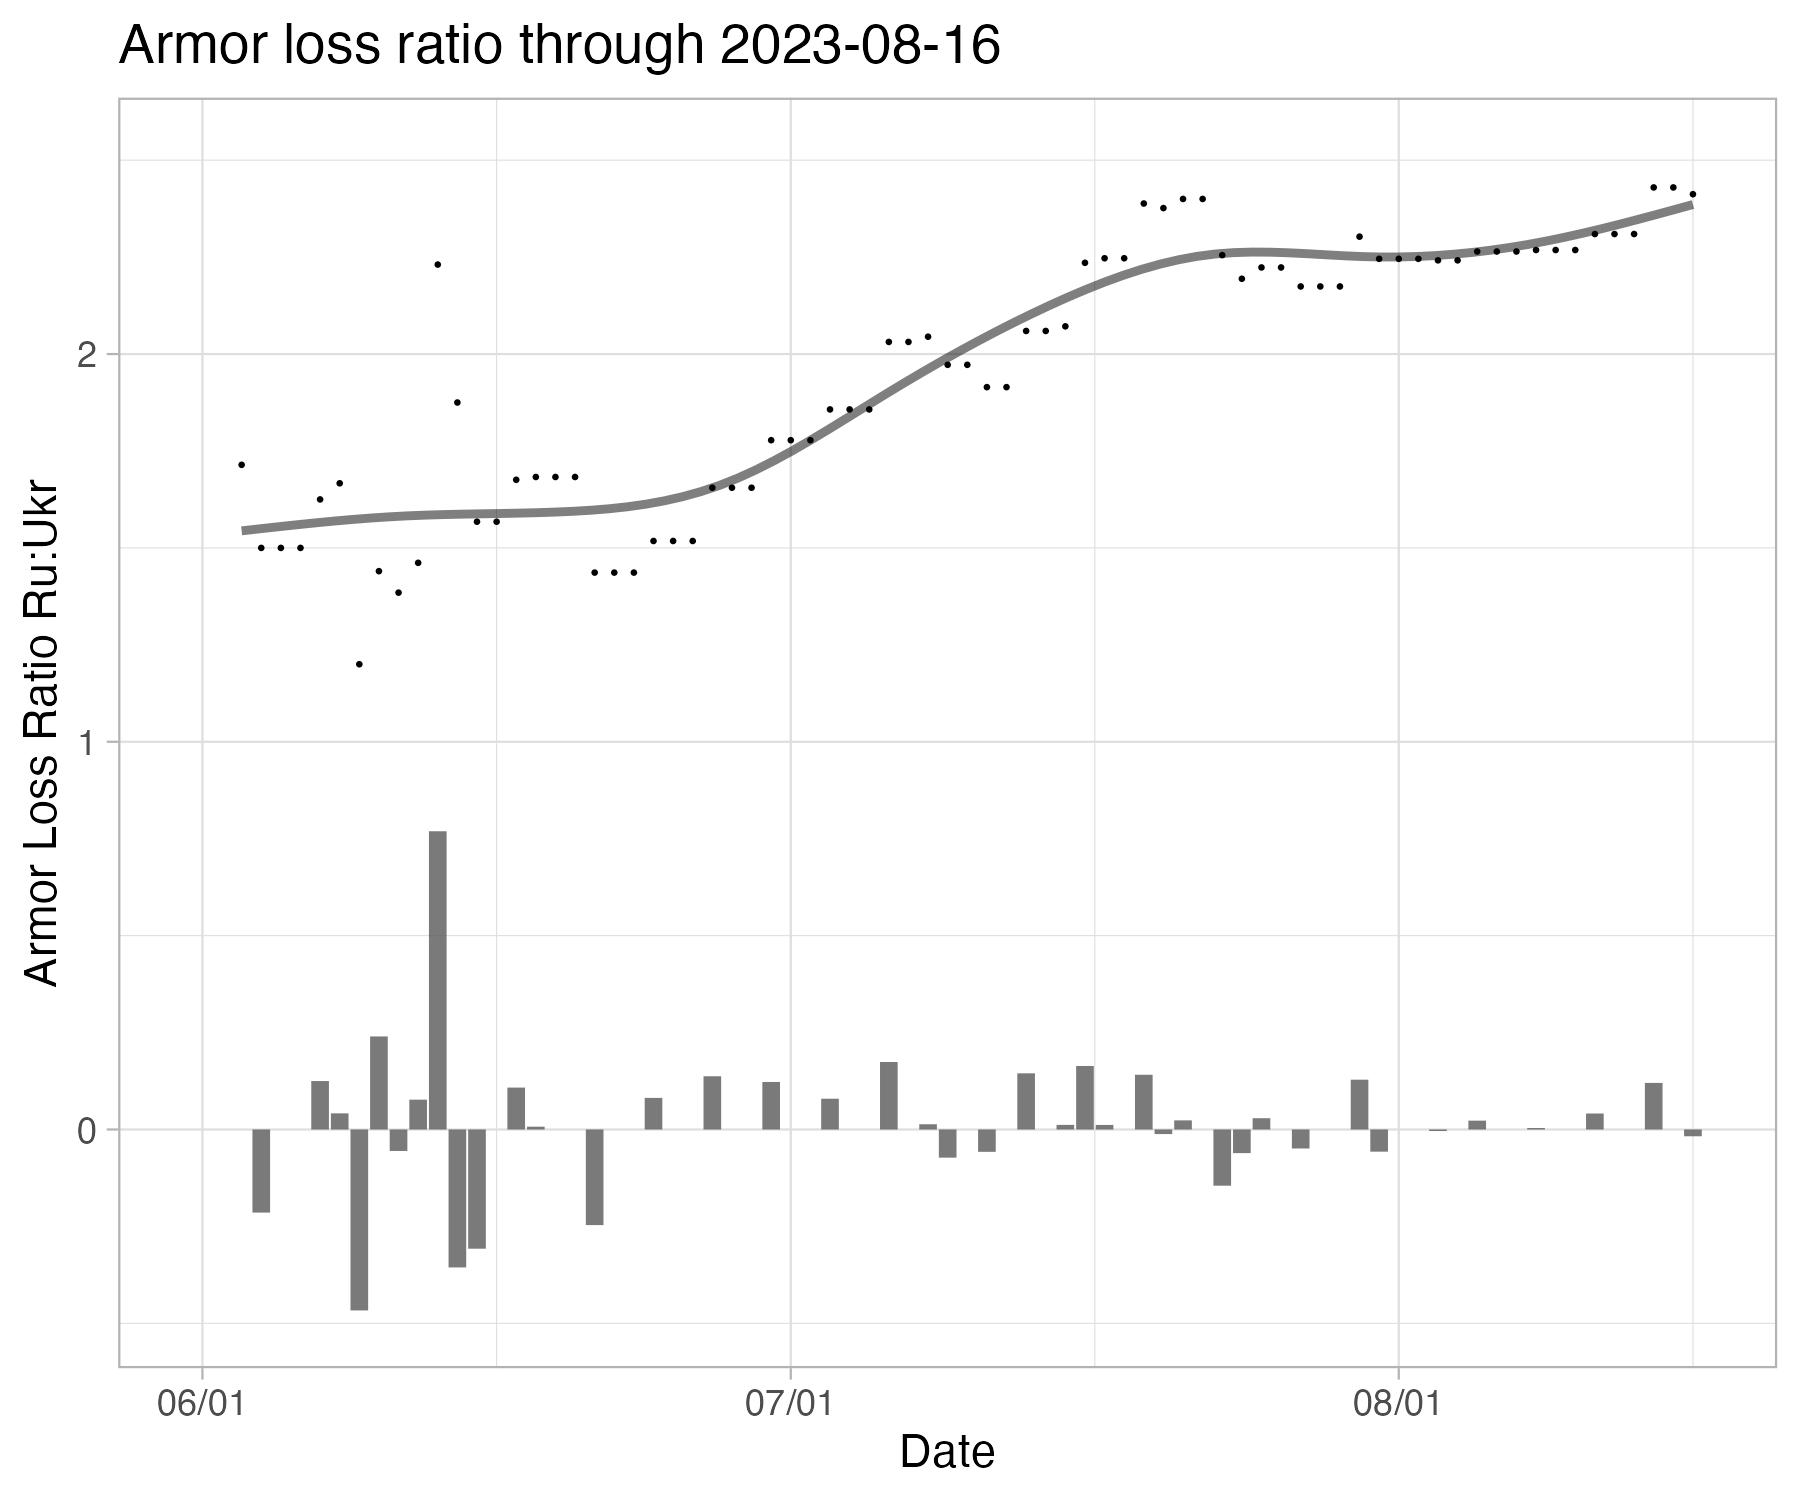 Armor loss ratio through 2023-08-16
Armor Loss Ratio Ru:Ukr
2
1
0
06/01
07/01
08/01
Date